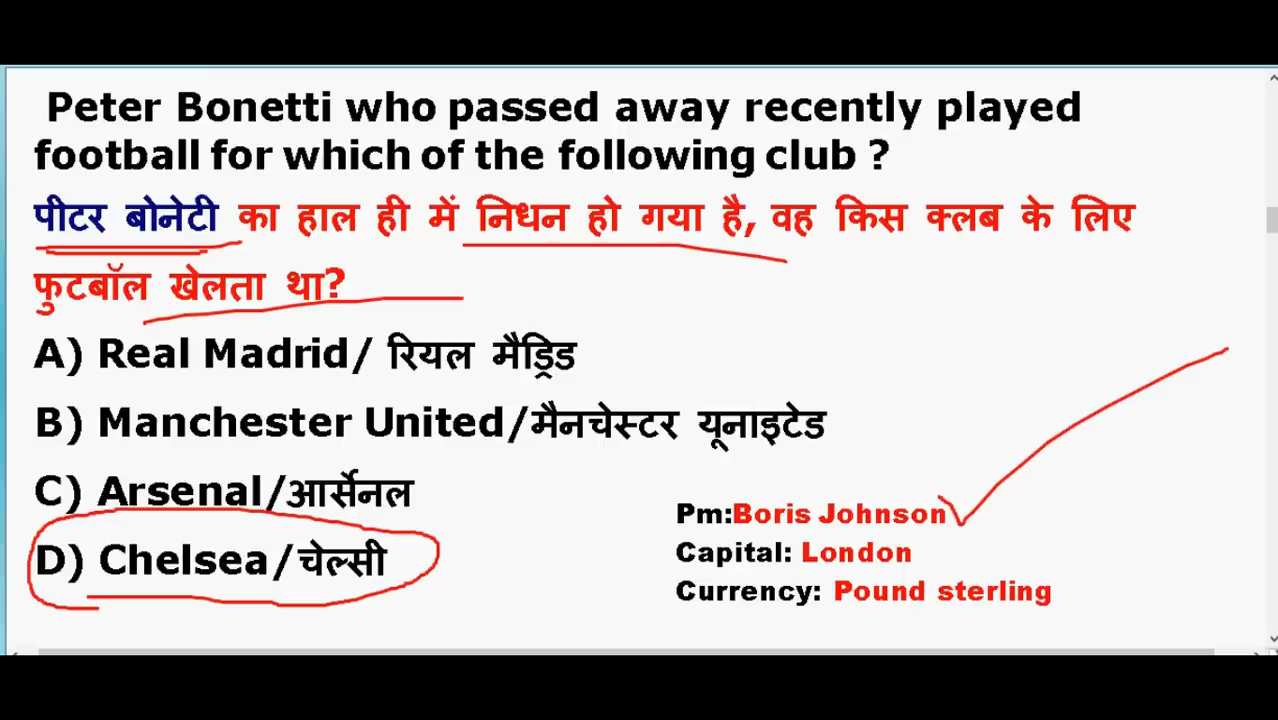 Peter Bonetti who passed away recently played
football for which of the following club ?
पीटर बोनेटी का हाल ही में निधन हो गया है, वह किस क्लब के लिए
फुटबॉल खेलता था?
A) Real Madrid/ रियल मैड्रिड
B) Manchester United/मैनचेस्टर यूनाइटेड
C) Arsenal/आर्सेनल
D) Chelsea/चेल्सी
Pm:Boris Johnson
Capital: London
Currency: Pound sterling